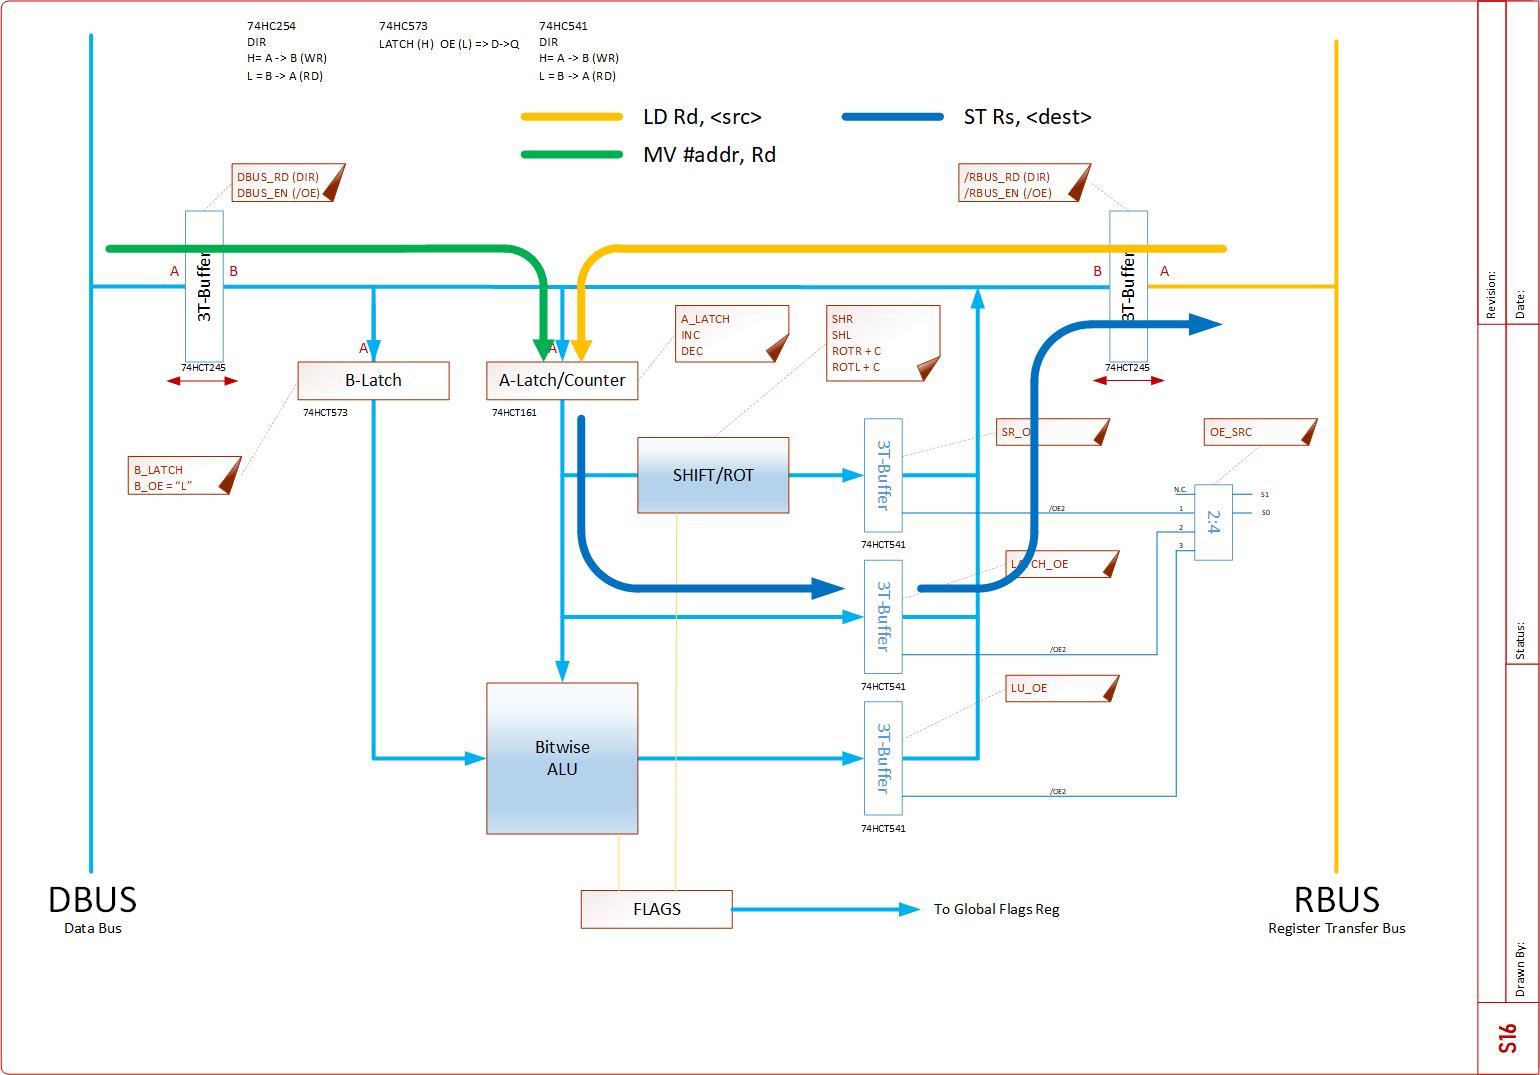 74HC254
DIR
H= A -> B (WR)
L = B -> A (RD)
74HC573
LATCH (H)  OE (L) => D->Q
74HC541
DIR
H= A -> B (WR)
L = B -> A (RD)
LD Rd, <src>
ST Rs, <dest>
MV #addr, Rd
DBUS_RD (DIR)
DBUS_EN (/OE)
/RBUS_RD (DIR)
/RBUS_EN (/OE)
A
3T-Buffer
B
B
3T-Buffer
A
74HCT245
74HCT245
A_LATCH
INC
DEC
SHR
SHL
ROTR + C
ROTL + C
A
B-Latch
74HCT573
A
A-Latch/Counter
74HCT161
B_LATCH
B_OE = “L”
SHIFT/ROT
3T-Buffer
74HCT541
SR_O
OE_SRC
N.C.
1
2
3
2:4
S1
S0
/OE2
3T-Buffer
74HCT541
LATCH_OE
/OE2
LU_OE
Bitwise
ALU
3T-Buffer
74HCT541
/OE2
FLAGS
To Global Flags Reg
DBUS
Data Bus
RBUS
Register Transfer Bus
Revision:
Date:
Status:
Drawn By:
S16